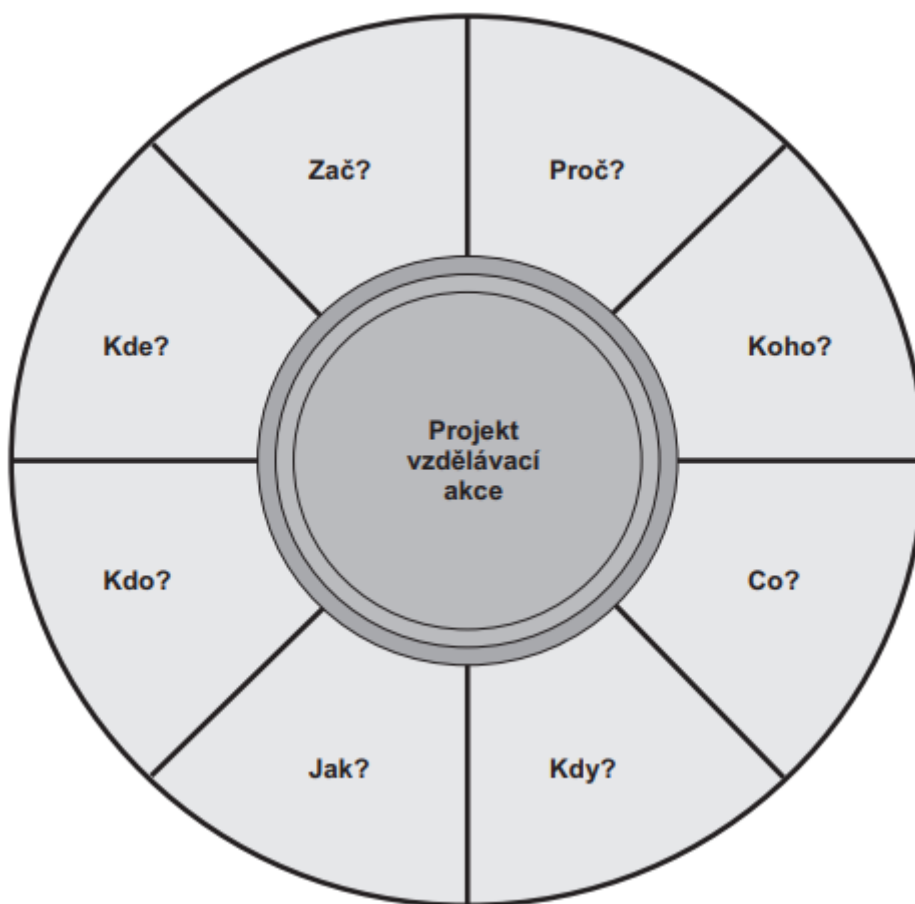 Zač?
Proč?
Kde?
Koho?
Projekt
vzdělávací
akce
Kdo?
Co?
Jak?
Kdy?